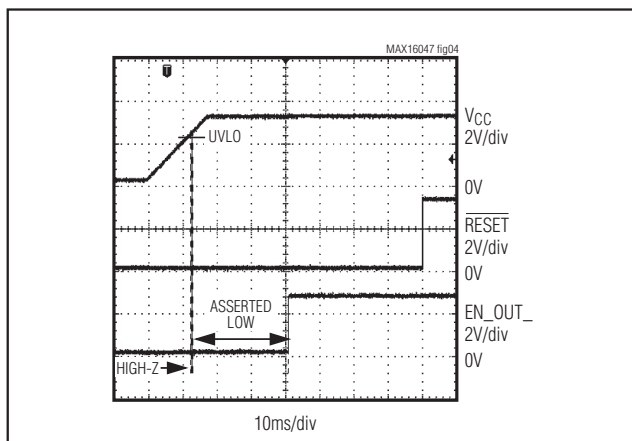 MAX16047 fig04
T
UVLO
VCC
2V/div
0V
RESET
2V/div
0V
ASSERTED
LOW
EN_OUT_
2V/div
0V
HIGH-Z
10ms/div